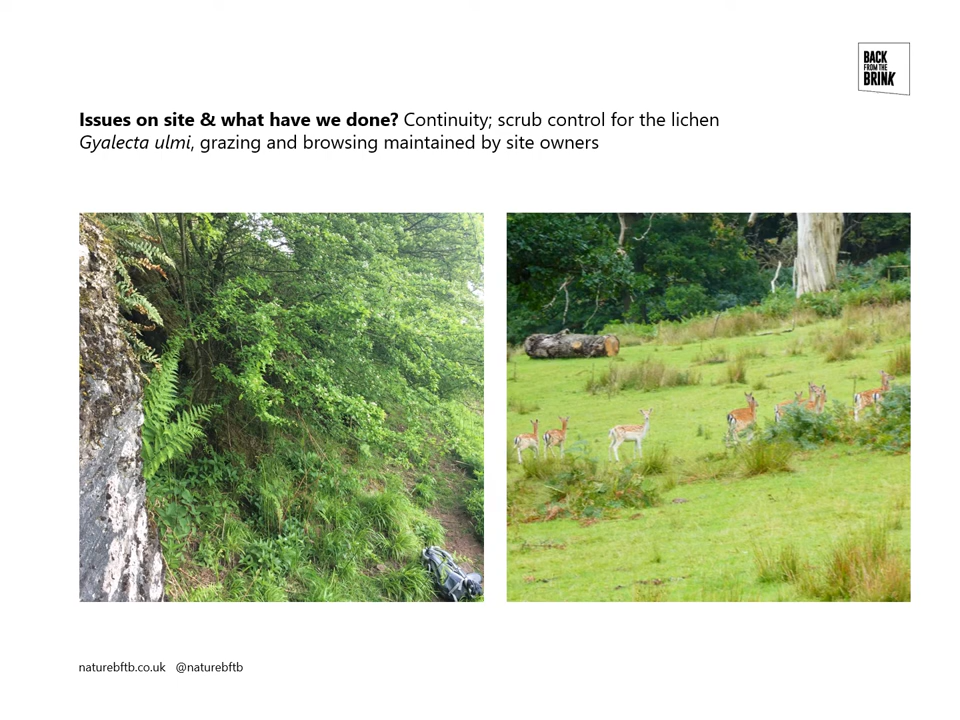 BACK
FROM THE
BRINK
Issues on site & what have we done? Continuity; scrub control for the lichen
Gyalecta ulmi, grazing and browsing maintained by site owners
naturebftb.co.uk @naturebftb